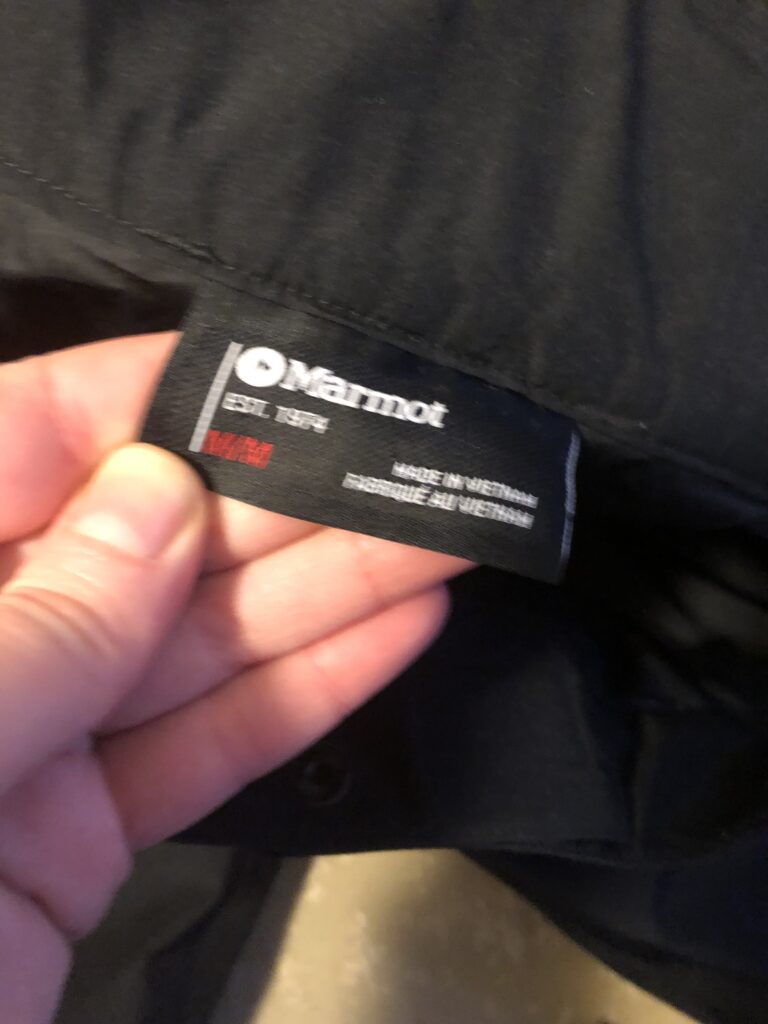 Marmot
EST. 1974
M/M
MADE IN VIETNAM
FABRIQUÉ AU VIETNAM